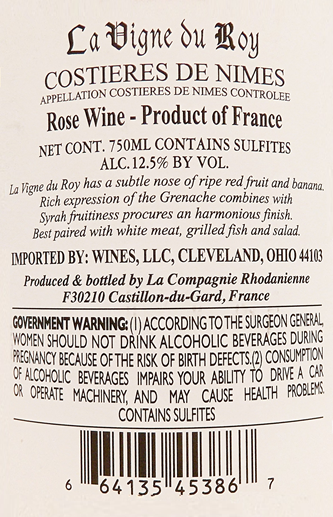 La Vigne du Roy
COSTIERES DE NIMES
APPELLATION COSTIERES DE NIMES CONTROLEE
Rose Wine - Product of France
NET CONT. 750ML CONTAINS SULFITES
ALC. 12.5% BY VOL.
La Vigne du Roy has a subtle nose of ripe red fruit and banana.
Rich expression of the Grenache combines with
Syrah fruitiness procures an harmonious finish.
Best paired with white meat, grilled fish and salad.
IMPORTED BY: WINES, LLC, CLEVELAND, OHIO 44103
Produced & bottled by La Compagnie Rhodanienne
F30210 Castillon-du-Gard, France
GOVERNMENT WARNING: (1) ACCORDING TO THE SURGEON GENERAL,
WOMEN SHOULD NOT DRINK ALCOHOLIC BEVERAGES DURING
PREGNANCY BECAUSE OF THE RISK OF BIRTH DEFECTS.(2) CONSUMPTION
OF ALCOHOLIC BEVERAGES IMPAIRS YOUR ABILITY TO DRIVE A CAR
OR OPERATE MACHINERY, AND MAY CAUSE HEALTH PROBLEMS.
CONTAINS SULFITES
6 64135 45386 7